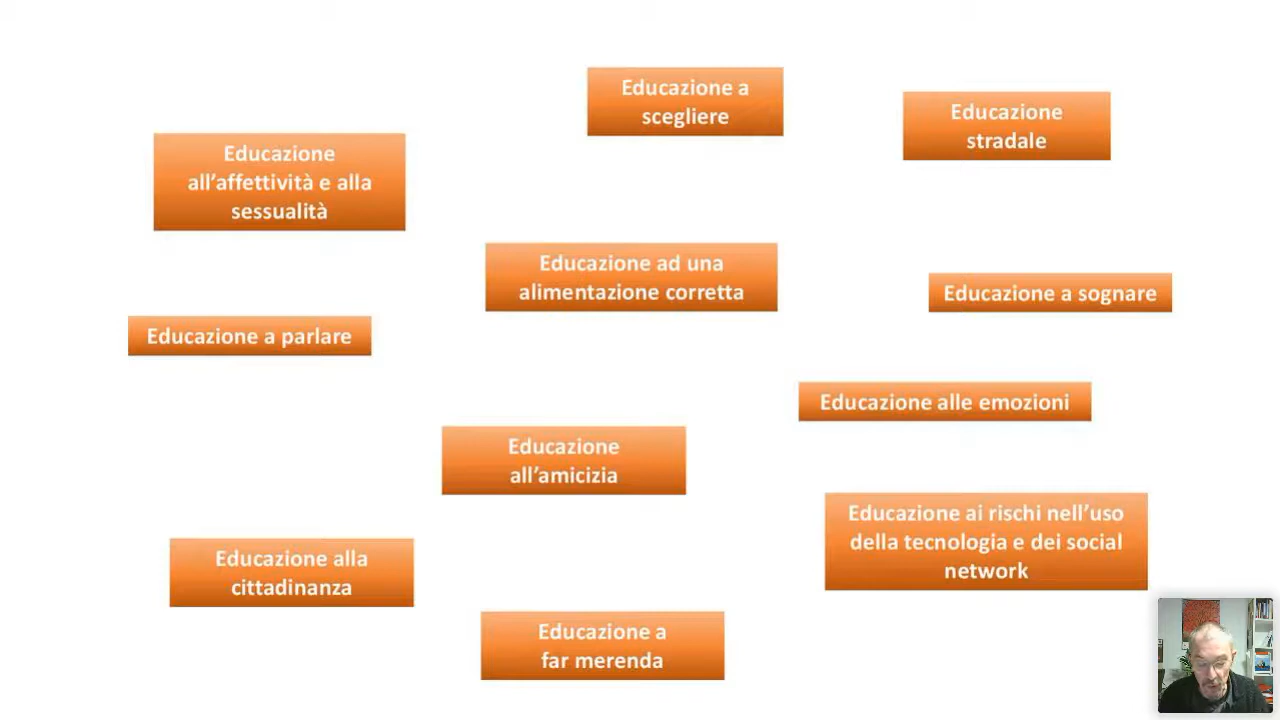 Educazione a
scegliere
Educazione
stradale
Educazione
all’affettività e alla
sessualità
Educazione ad una
alimentazione corretta
Educazione a sognare
Educazione a parlare
Educazione alle emozioni
Educazione
all’amicizia
Educazione ai rischi nell’uso
della tecnologia e dei social
network
Educazione alla
cittadinanza
Educazione a
far merenda